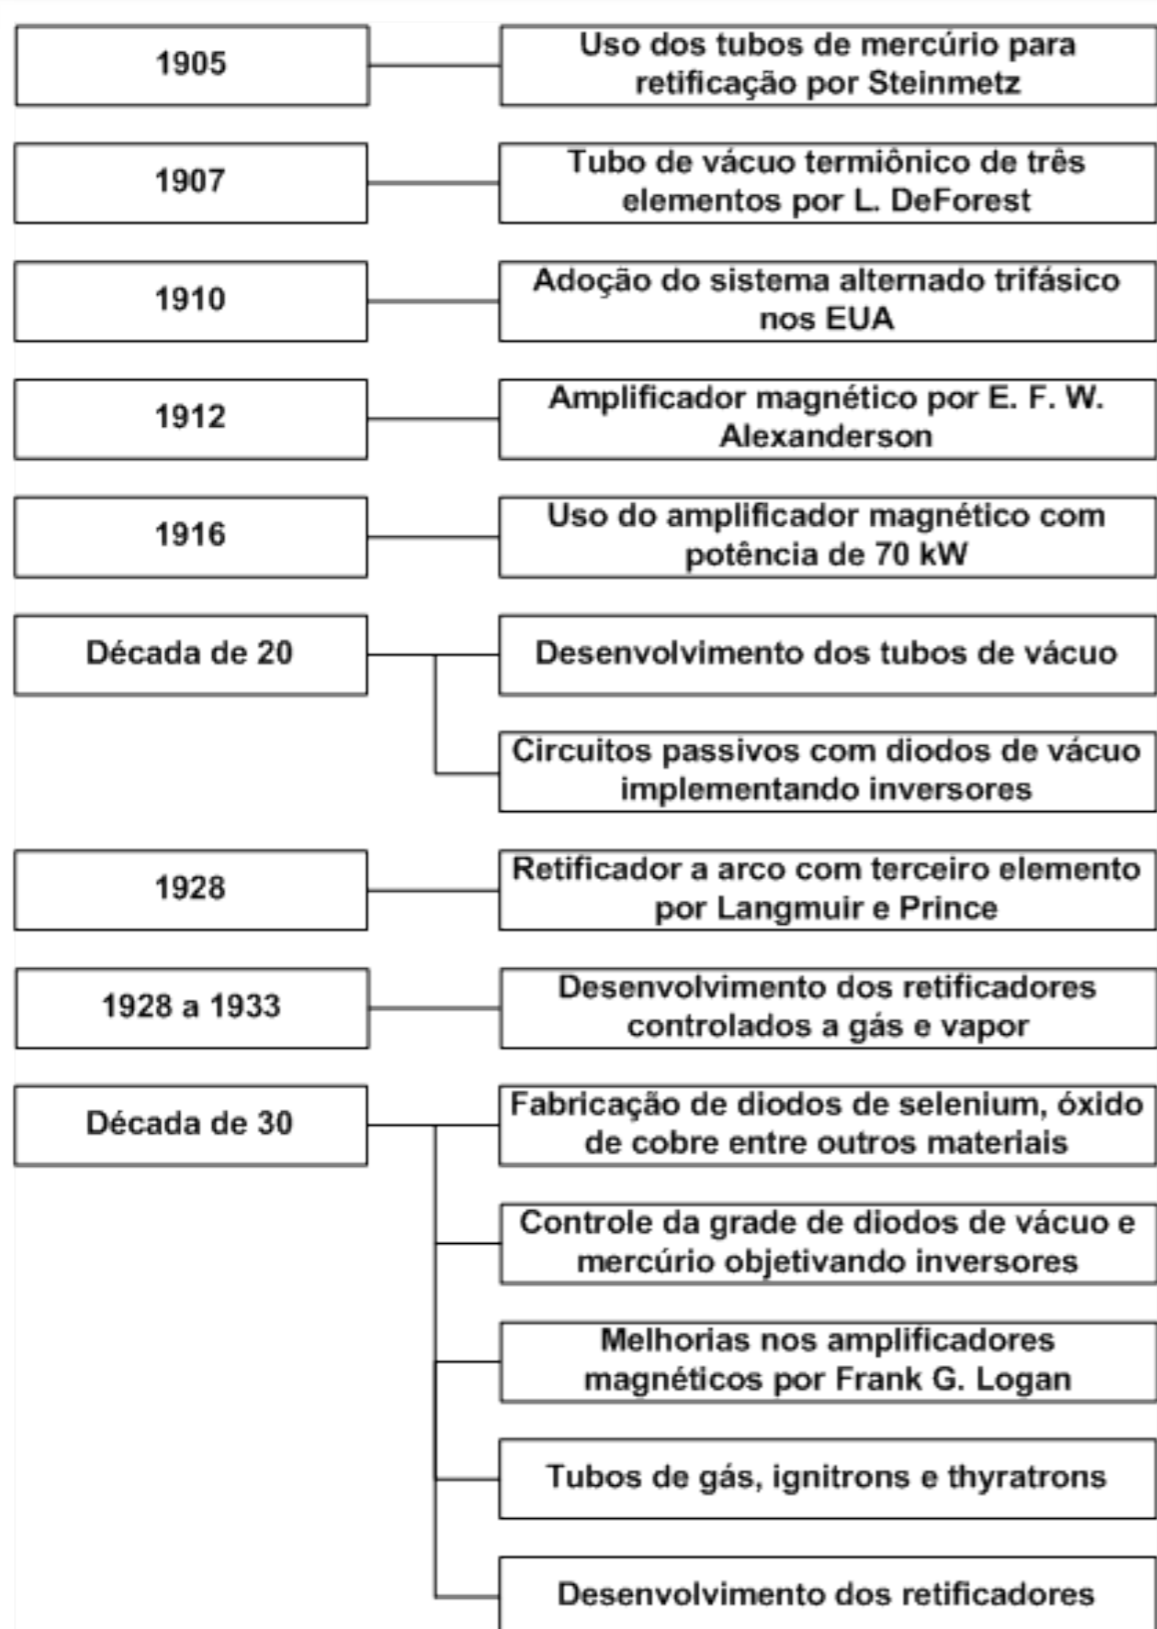 1905
Uso dos tubos de mercúrio para
retificação por Steinmetz
1907
Tubo de vácuo termiônico de três
elementos por L. DeForest
1910
Adoção do sistema alternado trifásico
nos EUA
1912
Amplificador magnético por E. F. W.
Alexanderson
1916
Uso do amplificador magnético com
potência de 70 kW
Década de 20
Desenvolvimento dos tubos de vácuo
Circuitos passivos com diodos de vácuo
implementando inversores
1928
Retificador a arco com terceiro elemento
por Langmuir e Prince
1928 a 1933
Desenvolvimento dos retificadores
controlados a gás e vapor
Década de 30
Fabricação de diodos de selenium, óxido
de cobre entre outros materiais
Controle da grade de diodos de vácuo e
mercúrio objetivando inversores
Melhorias nos amplificadores
magnéticos por Frank G. Logan
Tubos de gás, ignitrons e thyratrons
Desenvolvimento dos retificadores